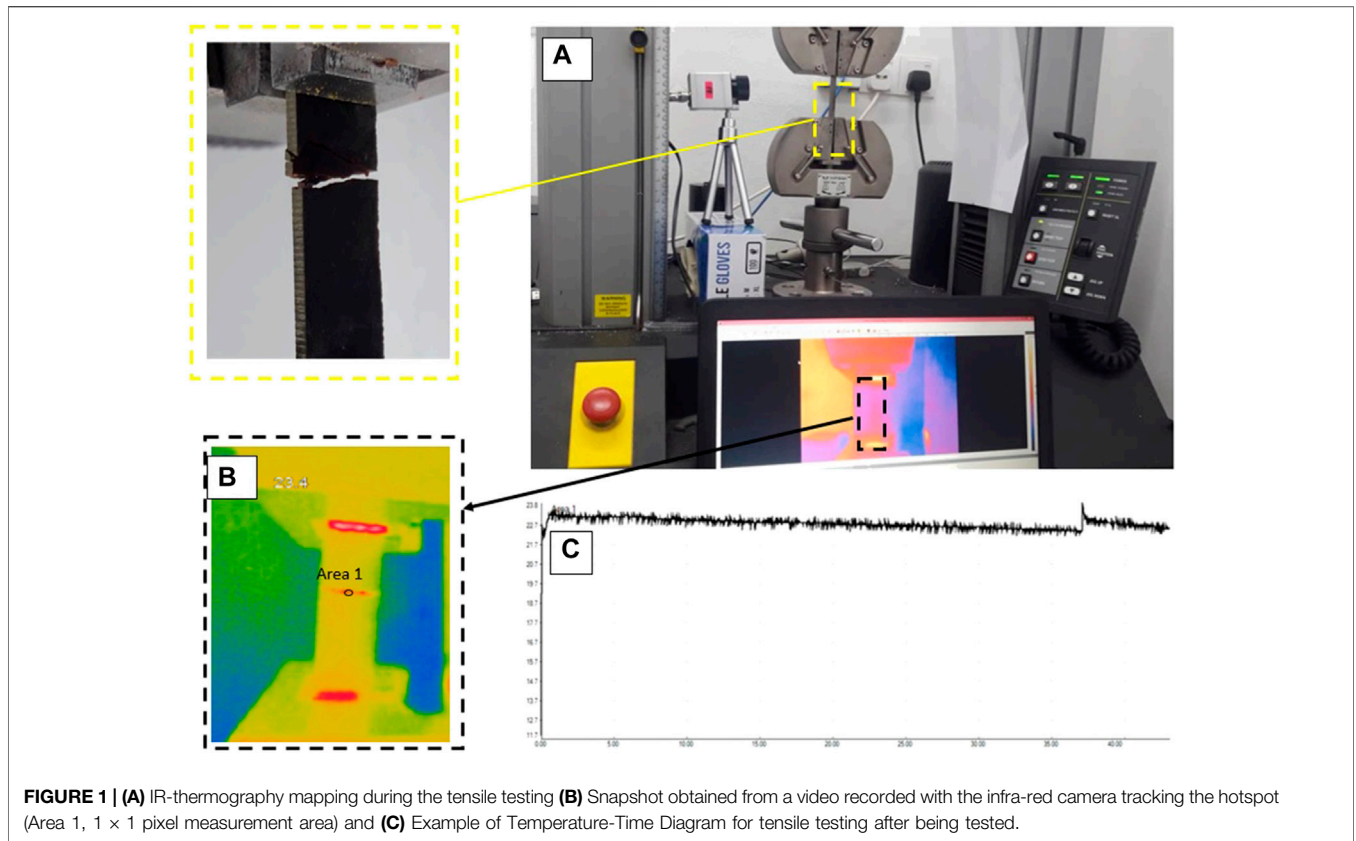 A
LE GLOVES
100
XL
WARNING
B
23.4
Area 1
C
23.8
22.7
21.7
20.7
19.7
18.7
17.7
16.7
15.7
14.7
13.7
12.7
11.7
0.00 5.00 10.00 15.00 20.00 25.00 30.00 35.00 40.00
FIGURE 1 | (A) IR-thermography mapping during the tensile testing (B) Snapshot obtained from a video recorded with the infra-red camera tracking the hotspot
(Area 1, 1 × 1 pixel measurement area) and (C) Example of Temperature-Time Diagram for tensile testing after being tested.